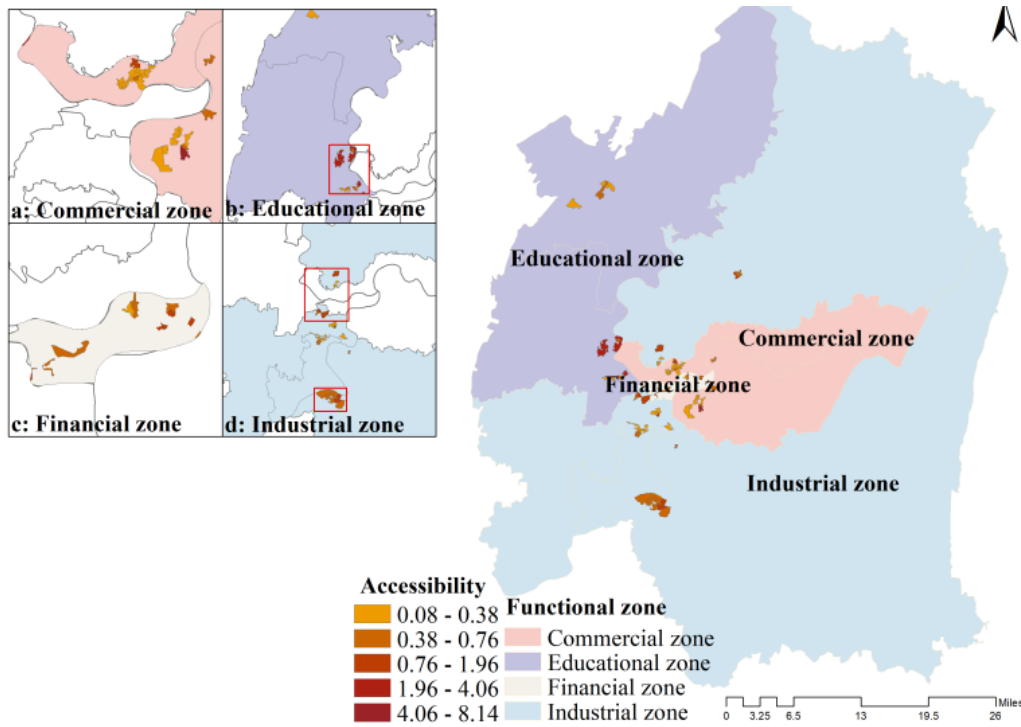 a: Commercial zone
b: Educational zone
c: Financial zone
d: Industrial zone
Educational zone
Commercial zone
Financial zone
Industrial zone
Accessibility
0.08 - 0.38
0.38 - 0.76
0.76 - 1.96
1.96 - 4.06
4.06 - 8.14
Functional zone
Commercial zone
Educational zone
Financial zone
Industrial zone
Miles
0 3.25 6.5 13 19.5 26